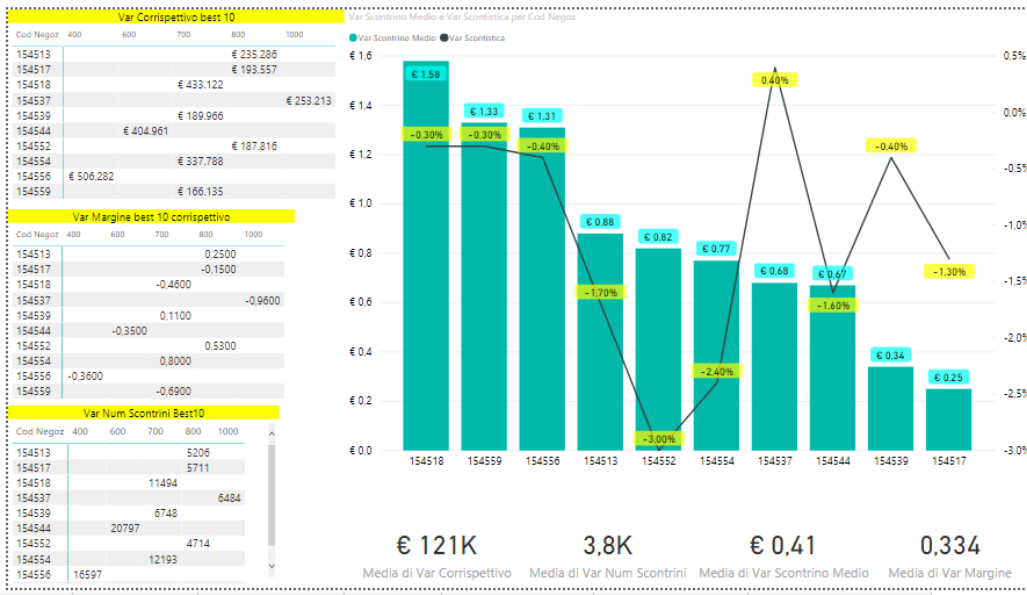 Var Corrispettivo best 10
Cod Negoz 400 600 700 800 1000
154513 € 235.286
154517 € 193.557
154518 € 433.122
154537 € 253.213
154539 € 189.966
154544 € 404.961
154552 € 187.816
154554 € 337.788
154556 € 506.282
154559 € 166.135
Var Margine best 10 corrispettivo
Cod Negoz 400 600 700 800 1000
154513 0,2500
154517 -0,1500
154518 -0,4600
154537 -0,9600
154539 0,1100
154544 -0,3500
154552 0,5300
154554 0,8000
154556 -0,3600
154559 -0,6900
Var Num Scontrini Best10
Cod Negoz 400 600 700 800 1000
154513 5206
154517 5711
154518 11494
154537 6484
154539 6748
154544 20797
154552 4714
154554 12193
154556 16597
Var Scontrino Medio e Var Scontistica per Cod Negoz
Var Scontrino Medio Var Scontistica
€ 1,6
€ 1,4
€ 1,2
€ 1,0
€ 0,8
€ 0,6
€ 0,4
€ 0,2
€ 0,0
0,5%
0,0%
-0,5%
-1,0%
-1,5%
-2,0%
-2,5%
-3,0%
€ 1,58
€ 1,33
€ 1,31
€ 0,88
€ 0,82
€ 0,77
€ 0,68
€ 0,67
€ 0,34
€ 0,25
-0,30%
-0,30%
-0,40%
-1,70%
-3,00%
-2,40%
0,40%
-1,60%
-0,40%
-1,30%
154518 154559 154556 154513 154552 154554 154537 154544 154539 154517
€ 121K 3,8K € 0,41 0,334
Media di Var Corrispettivo Media di Var Num Scontrini Media di Var Scontrino Medio Media di Var Margine